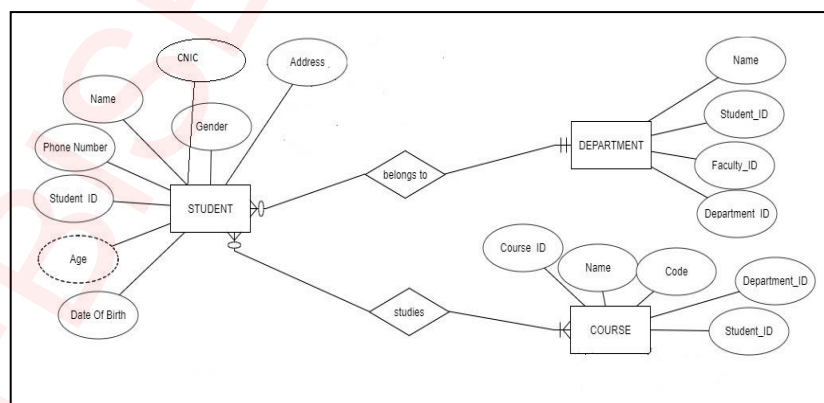 CNIC
Address
Name
Gender
Phone Number
Student ID
STUDENT
Age
Date Of Birth
belongs to
studies
Name
Student_ID
DEPARTMENT
Faculty_ID
Department ID
Course ID
Name
Code
Department_ID
COURSE
Student_ID